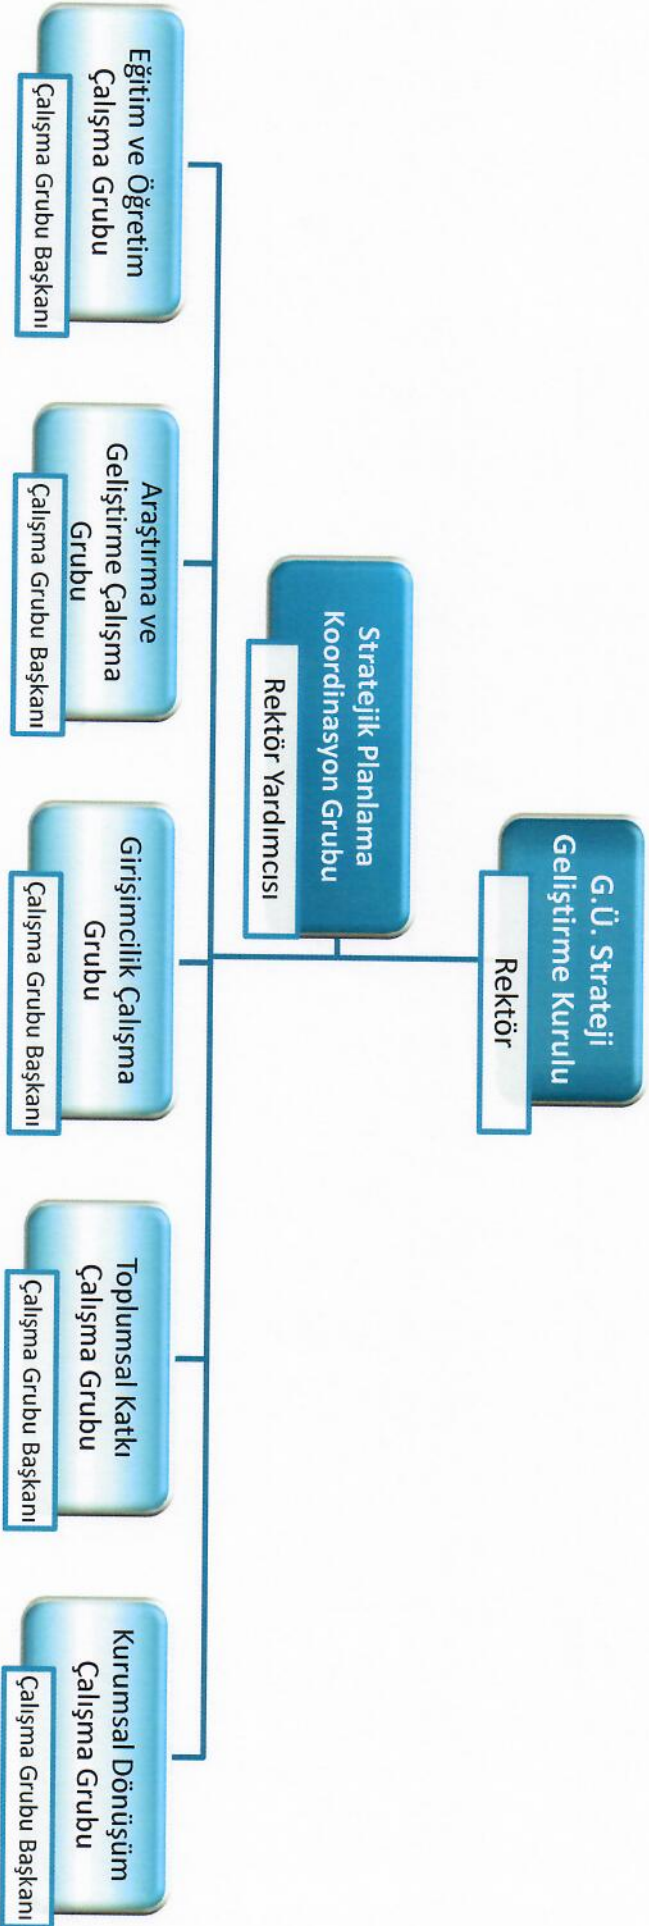 G.Ü. Strateji
Geliştirme Kurulu
Rektör
Stratejik Planlama
Koordinasyon Grubu
Rektör Yardımcısı
Eğitim ve Öğretim
Çalışma Grubu
Çalışma Grubu Başkanı
Araştırma ve
Geliştirme Çalışma
Grubu
Çalışma Grubu Başkanı
Girişimcilik Çalışma
Grubu
Çalışma Grubu Başkanı
Toplumsal Katkı
Çalışma Grubu
Çalışma Grubu Başkanı
Kurumsal Dönüşüm
Çalışma Grubu
Çalışma Grubu Başkanı